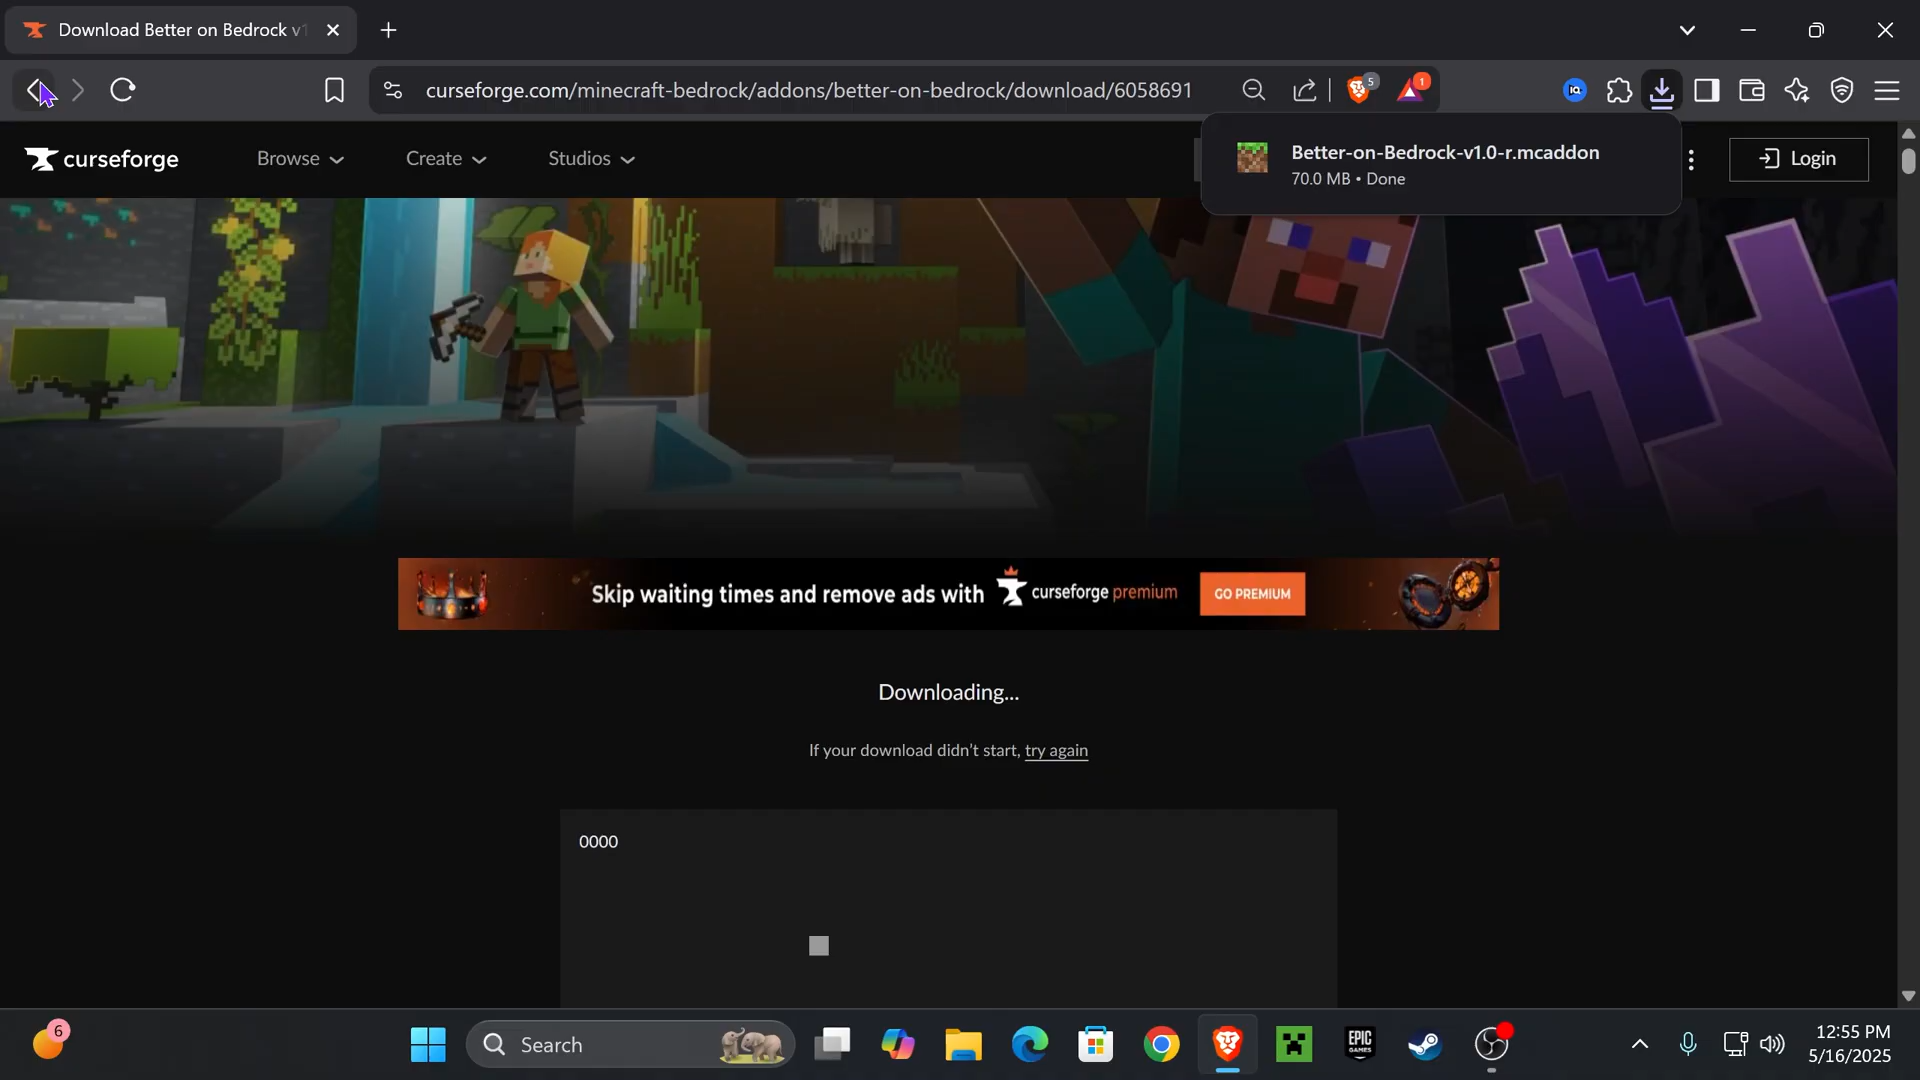 Download Better on Bedrock v1
curseforge.com/minecraft-bedrock/addons/better-on-bedrock/download/6058691
5
1
IQ
curseforge
Browse
Create
Studios
Better-on-Bedrock-v1.0-r.mcaddon
70.0 MB • Done
Login
Skip waiting times and remove ads with curseforge premium
GO PREMIUM
Downloading...
If your download didn't start, try again
0000
6
Search
EPIC
GAMES
12:55 PM
5/16/2025